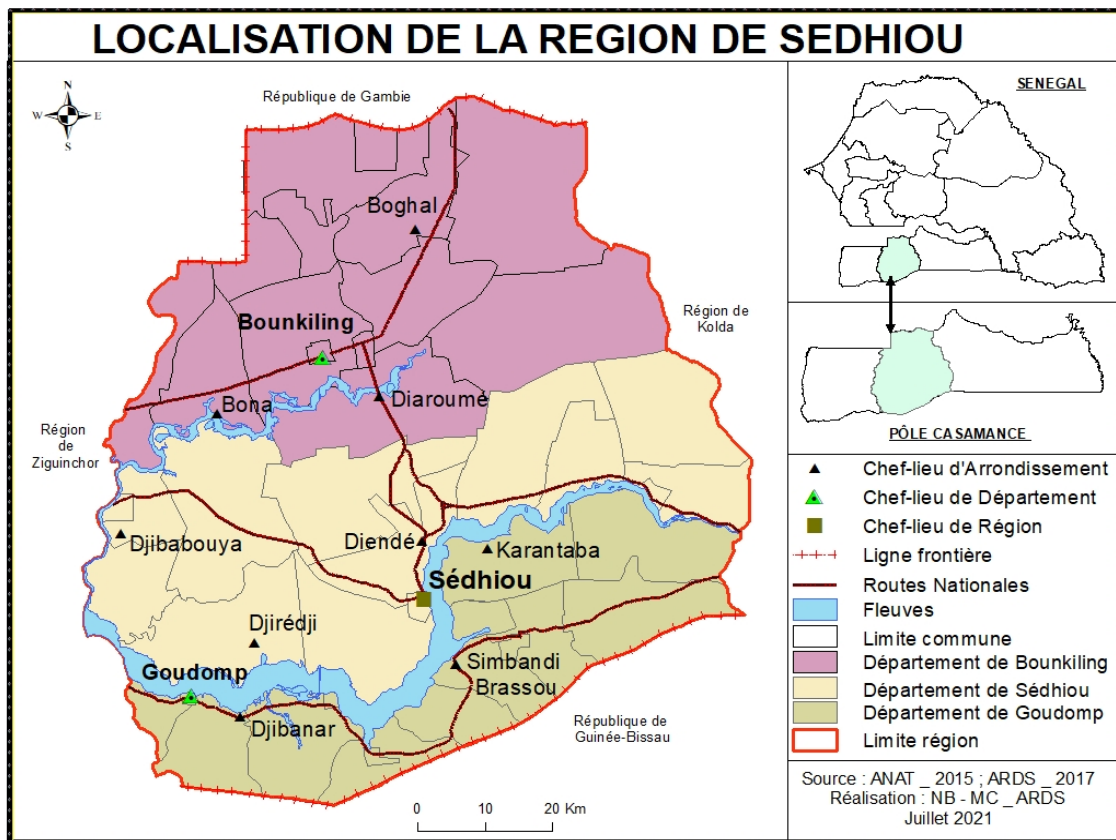 LOCALISATION DE LA REGION DE SEDHIOU
N
W
E
S
République de Gambie
Boghal
Bounkiling
Région de
Kolda
Bona
Diaroumé
Région
de
Ziguinchor
Djibabouya
Diendé
Karantaba
Sédhiou
Djirédji
Goudomp
Simbandi
Brassou
Djibanar
République de
Guinée-Bissau
0 10 20 Km
SENEGAL
PÔLE CASAMANCE
Chef-lieu d'Arrondissement
Chef-lieu de Département
Chef-lieu de Région
Ligne frontière
Routes Nationales
Fleuves
Limite commune
Département de Bounkiling
Département de Sédhiou
Département de Goudomp
Limite région
Source : ANAT _ 2015 ; ARDS _ 2017
Réalisation : NB - MC _ ARDS
Juillet 2021